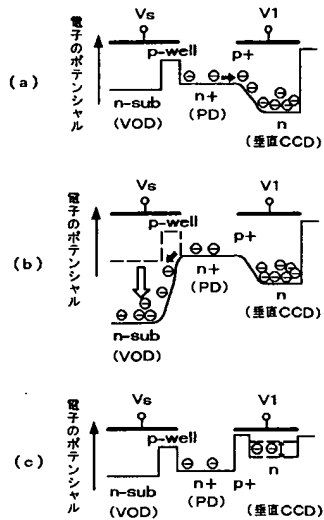 Vs V1
p-well p+
(a)
電子のポテンシャル
n-sub n+ n
(VOD) (PD) (垂直CCD)
Vs V1
p-well p+
(b)
電子のポテンシャル
n+ n
(PD) (垂直CCD)
n-sub
(VOD)
Vs V1
p-well
(c)
電子のポテンシャル
n
n-sub n+ p+
(VOD) (PD) (垂直CCD)